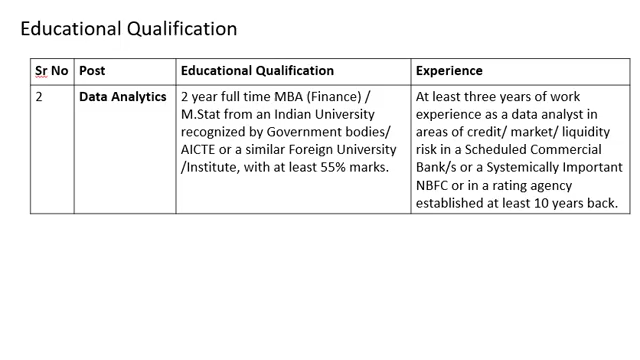 Educational Qualification
Sr No Post Educational Qualification Experience
2 Data Analytics 2 year full time MBA (Finance) / At least three years of work
M.Stat from an Indian University experience as a data analyst in
recognized by Government bodies/ areas of credit/ market/ liquidity
AICTE or a similar Foreign University risk in a Scheduled Commercial
/Institute, with at least 55% marks. Bank/s or a Systemically Important
NBFC or in a rating agency
established at least 10 years back.